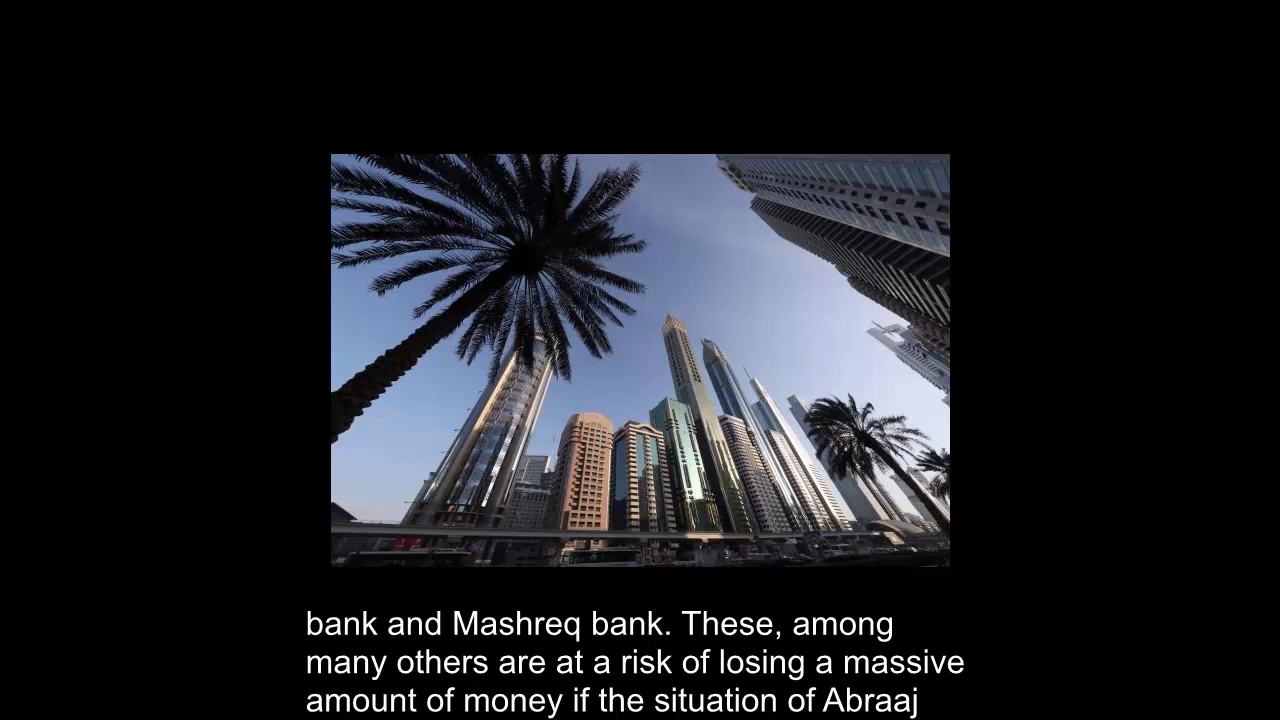 bank and Mashreq bank. These, among
many others are at a risk of losing a massive
amount of money if the situation of Abraaj